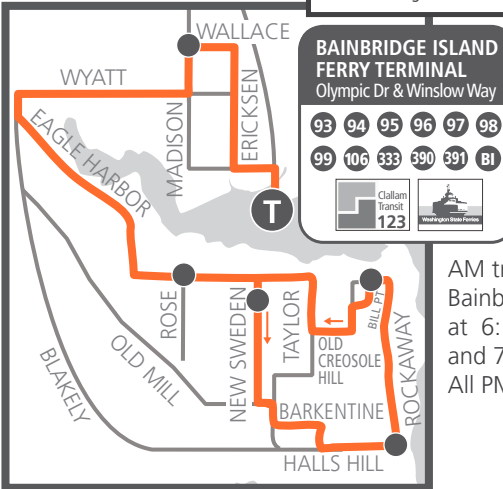 WALLACE
WYATT
MADISON
ERICKSEN
EAGLE HARBOR
T
ROSE
NEW SWEDEN
TAYLOR
BILL PT
OLD
CREOSOLE
HILL
ROCKAWAY
OLD MILL
BLAKELY
BARKENTINE
HALLS HILL
BAINBRIDGE ISLAND
FERRY TERMINAL
Olympic Dr & Winslow Way
93 94 95 96 97 98
99 106 333 390 391 BI
Clallam
Transit
123
Washington State Ferries
AM tr
Bainb
at 6:
and 7
All PM